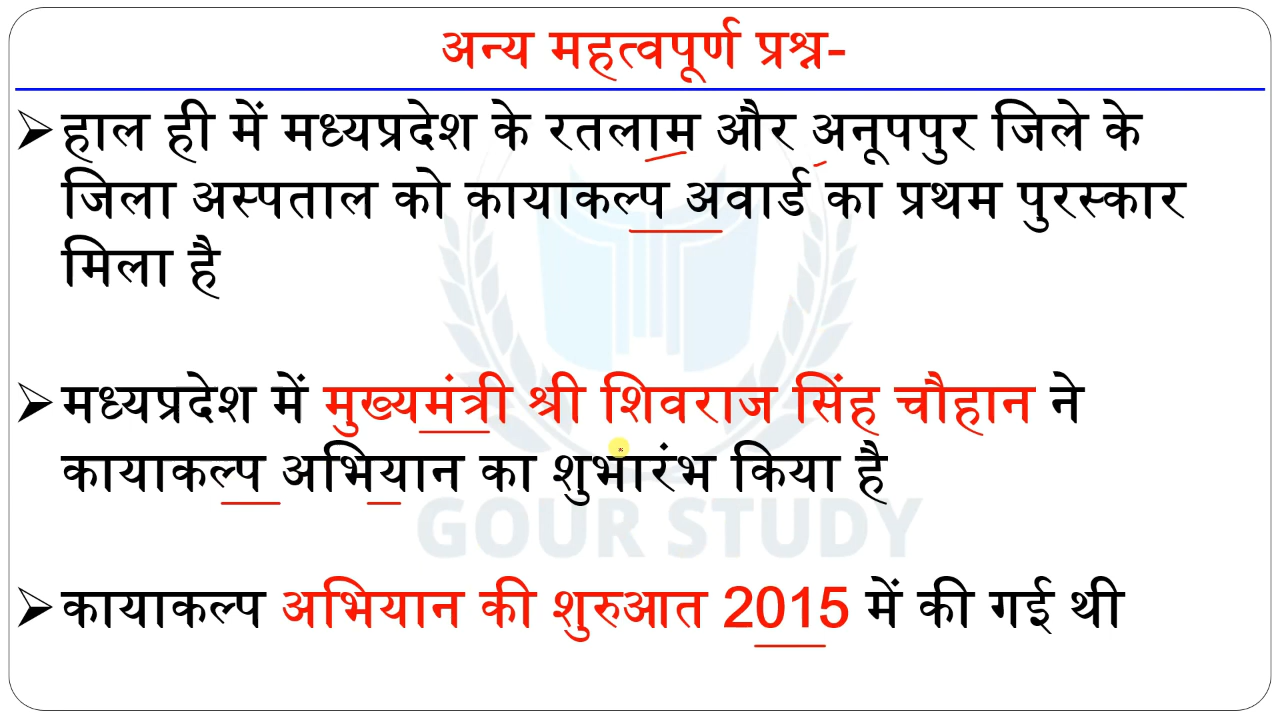 अन्य महत्वपूर्ण प्रश्न-
➢हाल ही में मध्यप्रदेश के रतलाम और अनूपपुर जिले के
जिला अस्पताल को कायाकल्प अवार्ड का प्रथम पुरस्कार
मिला है
➢मध्यप्रदेश में मुख्यमंत्री श्री शिवराज सिंह चौहान ने
कायाकल्प अभियान का शुभारंभ किया है
GOUR STUDY
➢कायाकल्प अभियान की शुरुआत 2015 में की गई थी